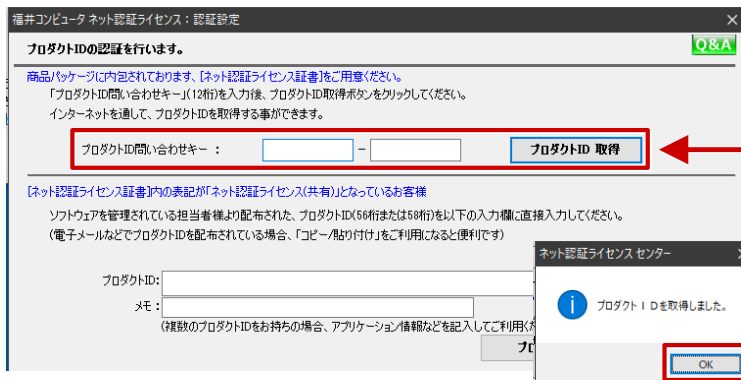 福井コンピュータ ネット認証ライセンス：認証設定
プロダクトIDの認証を行います。
Q&A
商品パッケージに内包されております、[ネット認証ライセンス証書]をご用意ください。
「プロダクトID問い合わせキー」(12桁)を入力後、プロダクトID取得ボタンをクリックしてください。
インターネットを通して、プロダクトIDを取得する事ができます。
プロダクトID問い合わせキー ： － プロダクトID 取得
[ネット認証ライセンス証書]内の表記が「ネット認証ライセンス(共有)」となっているお客様
ソフトウェアを管理されている担当者様より配布された、プロダクトID(56桁または58桁)を以下の入力欄に直接入力してください。
(電子メールなどでプロダクトIDを配布されている場合、「コピー/貼り付け」をご利用になると便利です)
プロダクトID:
メモ：
(複数のプロダクトIDをお持ちの場合、アプリケーション情報などを記入してご利用く
ネット認証ライセンス センター
プロダクトＩＤを取得しました。
OK